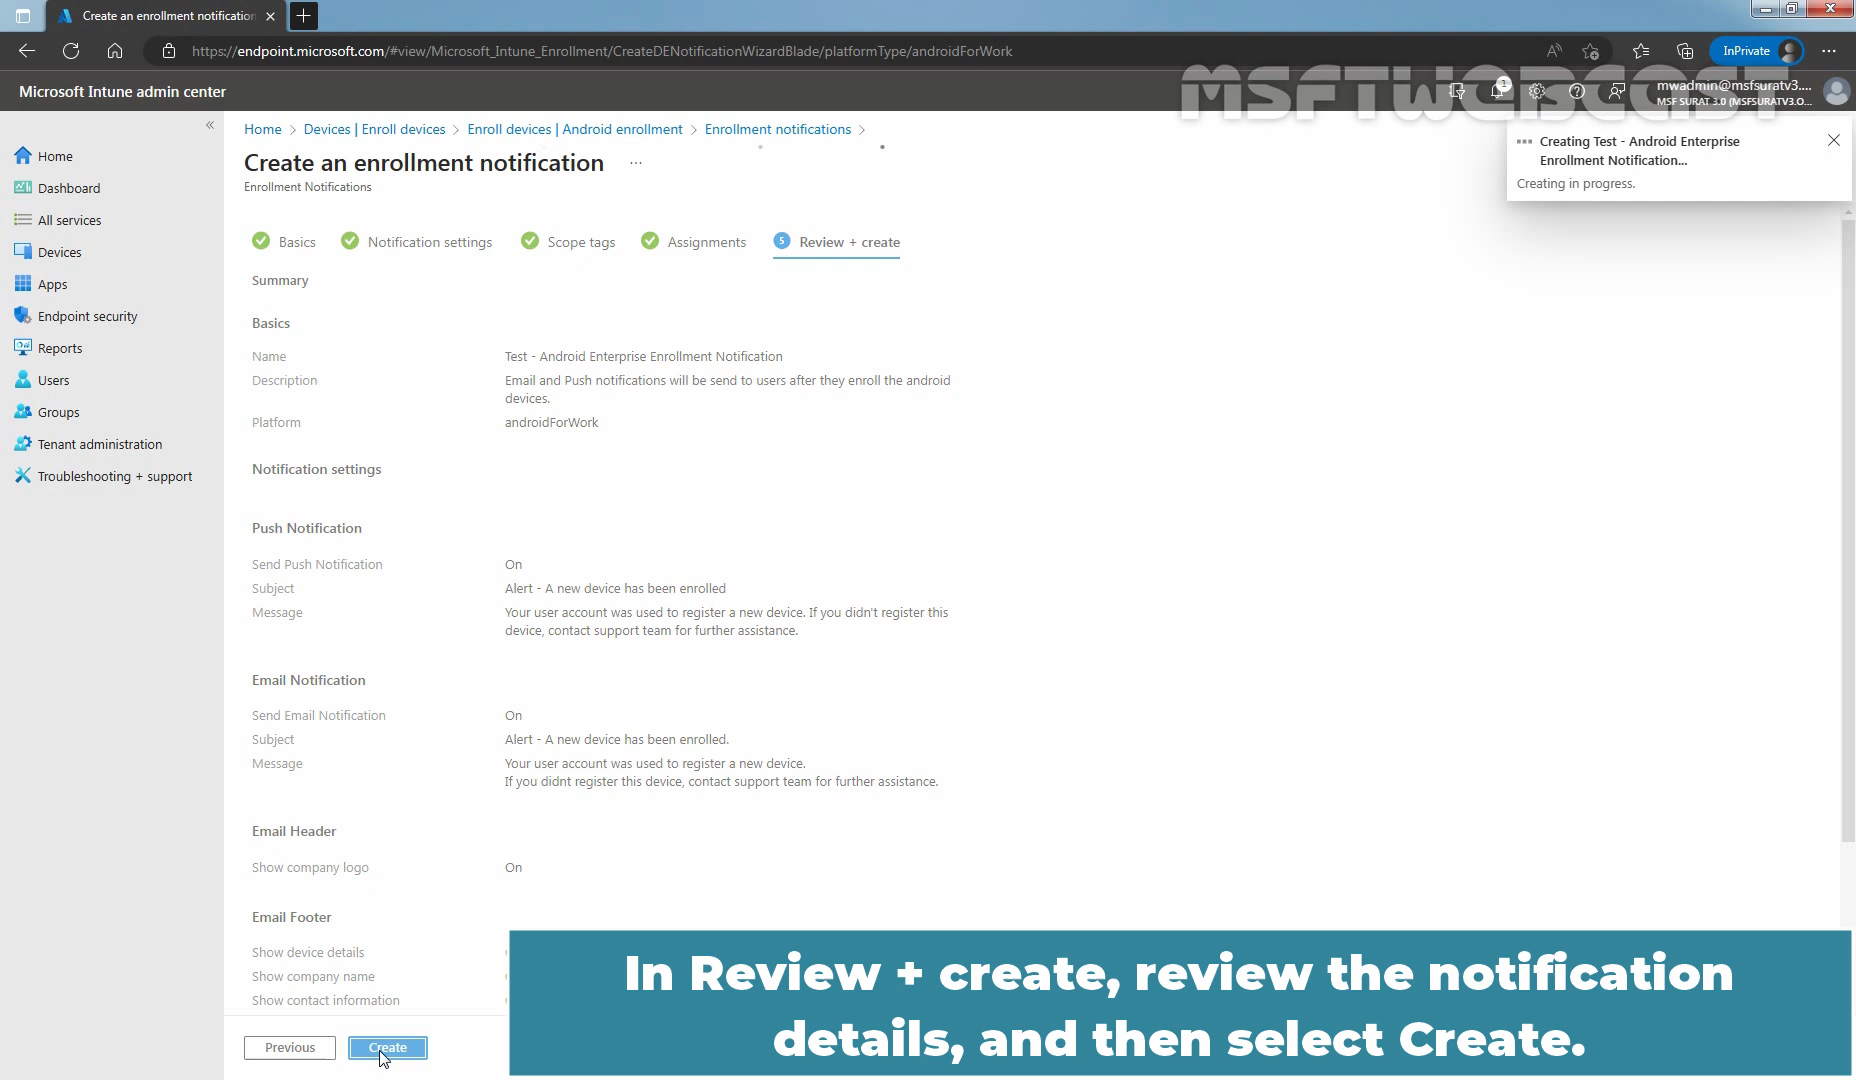 Create an enrollment notification
https://endpoint.microsoft.com/#view/Microsoft_Intune_Enrollment/CreateDENotificationWizardBlade/platformType/androidForWork
InPrivate
Microsoft Intune admin center
MSFTWEBCAST
1
mwadmin@msfsuratv3....
MSF SURAT 3.0 (MSFSURATV3.O...
Home > Devices | Enroll devices > Enroll devices | Android enrollment > Enrollment notifications >
Create an enrollment notification ...
Enrollment Notifications
Creating Test - Android Enterprise
Enrollment Notification...
Creating in progress.
Home
Dashboard
All services
Devices
Apps
Endpoint security
Reports
Users
Groups
Tenant administration
Troubleshooting + support
Basics
Notification settings
Scope tags
Assignments
5 Review + create
Summary
Basics
Name Test - Android Enterprise Enrollment Notification
Description Email and Push notifications will be send to users after they enroll the android
devices.
Platform androidForWork
Notification settings
Push Notification
Send Push Notification On
Subject Alert - A new device has been enrolled
Message Your user account was used to register a new device. If you didn't register this
device, contact support team for further assistance.
Email Notification
Send Email Notification On
Subject Alert - A new device has been enrolled.
Message Your user account was used to register a new device.
If you didnt register this device, contact support team for further assistance.
Email Header
Show company logo On
Email Footer
Show device details
Show company name
Show contact information
Previous
Create
In Review + create, review the notification
details, and then select Create.